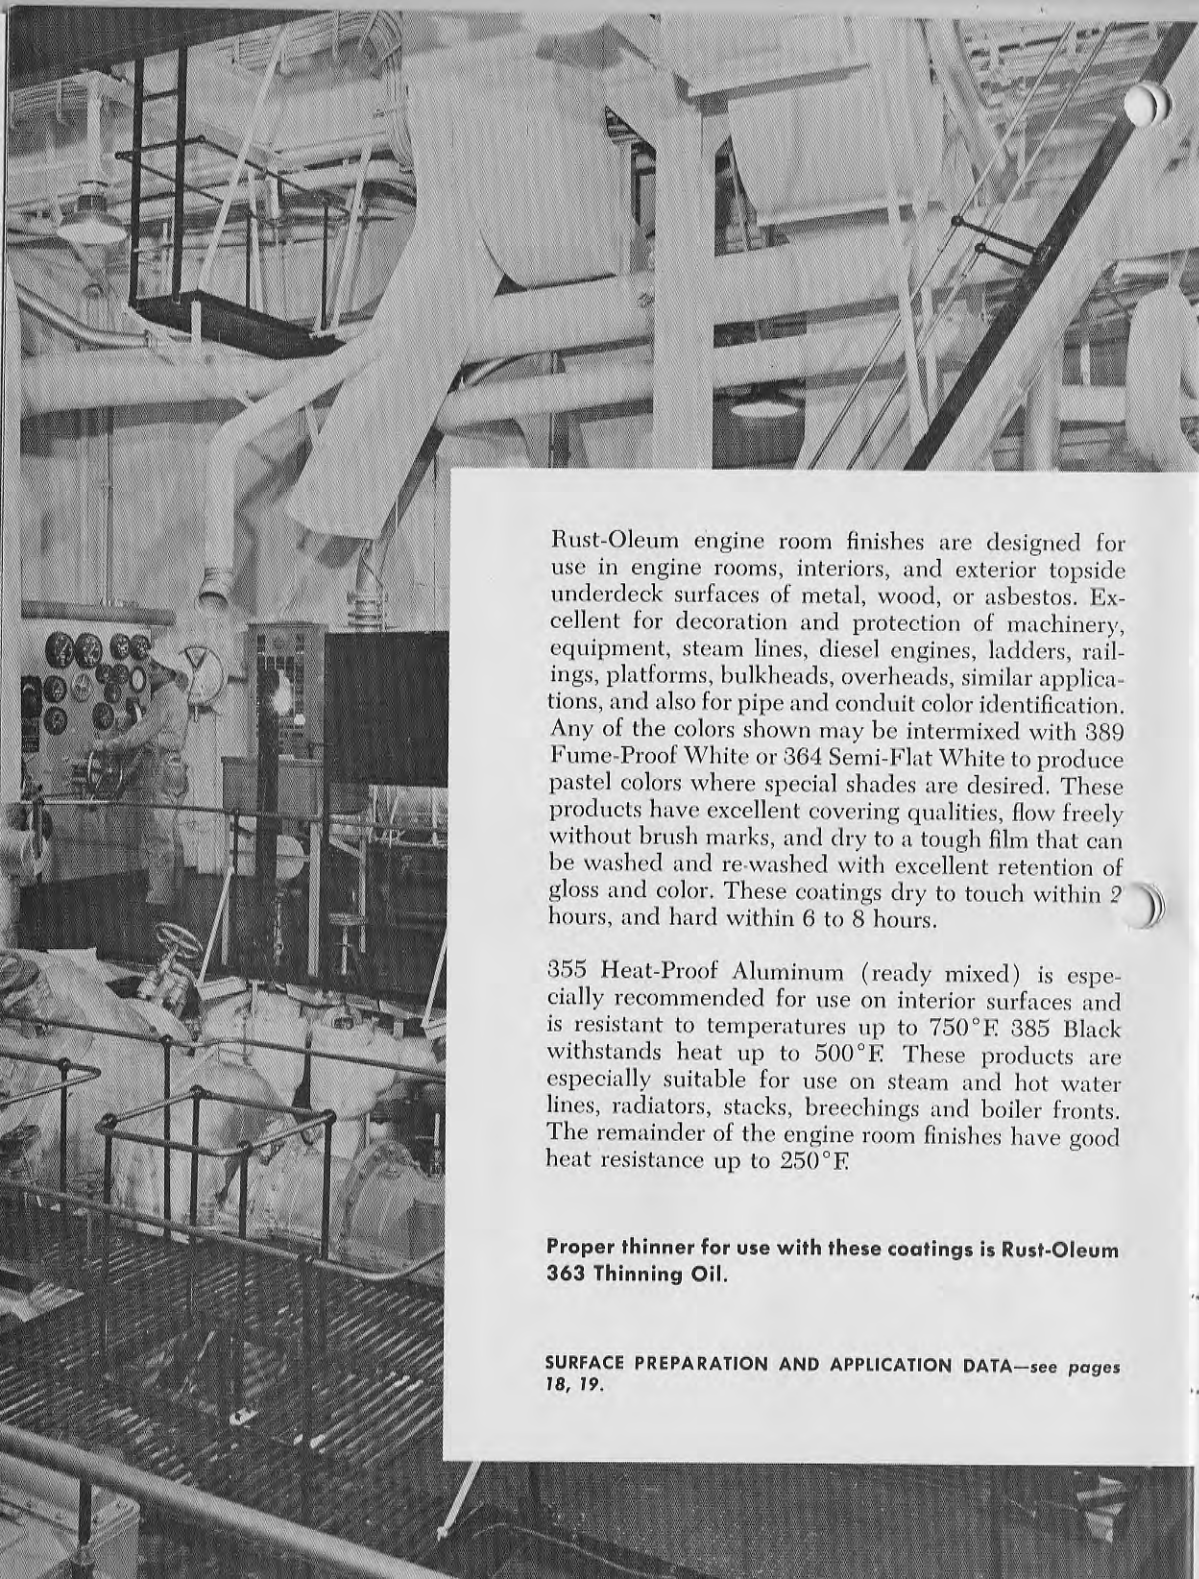 Rust-Oleum engine room finishes are designed for
use in engine rooms, interiors, and exterior topside
underdeck surfaces of metal, wood, or asbestos. Ex-
cellent for decoration and protection of machinery,
equipment, steam lines, diesel engines, ladders, rail-
ings, platforms, bulkheads, overheads, similar applica-
tions, and also for pipe and conduit color identification.
Any of the colors shown may be intermixed with 389
Fume-Proof White or 364 Semi-Flat White to produce
pastel colors where special shades are desired. These
products have excellent covering qualities, flow freely
without brush marks, and dry to a tough film that can
be washed and re-washed with excellent retention of
gloss and color. These coatings dry to touch within 2
hours, and hard within 6 to 8 hours.
355 Heat-Proof Aluminum (ready mixed) is espe-
cially recommended for use on interior surfaces and
is resistant to temperatures up to 750°F. 385 Black
withstands heat up to 500°F. These products are
especially suitable for use on steam and hot water
lines, radiators, stacks, breechings and boiler fronts.
The remainder of the engine room finishes have good
heat resistance up to 250°F.
Proper thinner for use with these coatings is Rust-Oleum
363 Thinning Oil.
SURFACE PREPARATION AND APPLICATION DATA—see pages
18, 19.